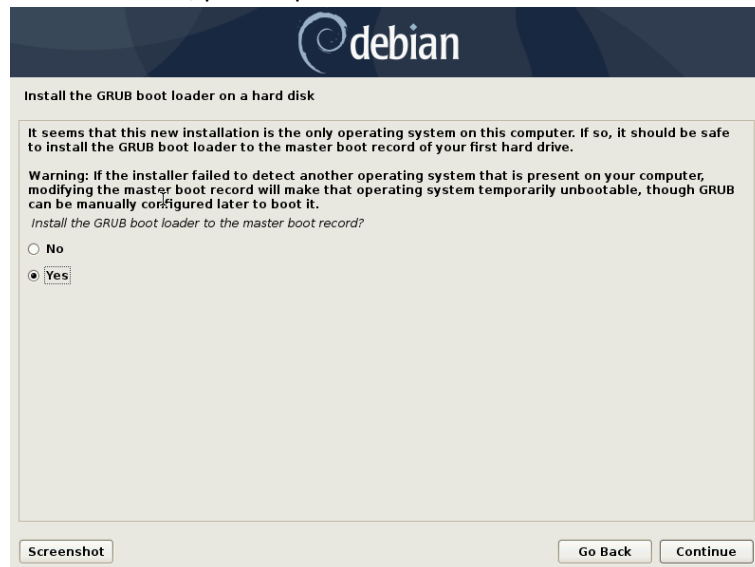 debian
Install the GRUB boot loader on a hard disk
It seems that this new installation is the only operating system on this computer. If so, it should be safe
to install the GRUB boot loader to the master boot record of your first hard drive.
Warning: If the installer failed to detect another operating system that is present on your computer,
modifying the master boot record will make that operating system temporarily unbootable, though GRUB
can be manually configured later to boot it.
Install the GRUB boot loader to the master boot record?
No
Yes
Screenshot
Go Back
Continue